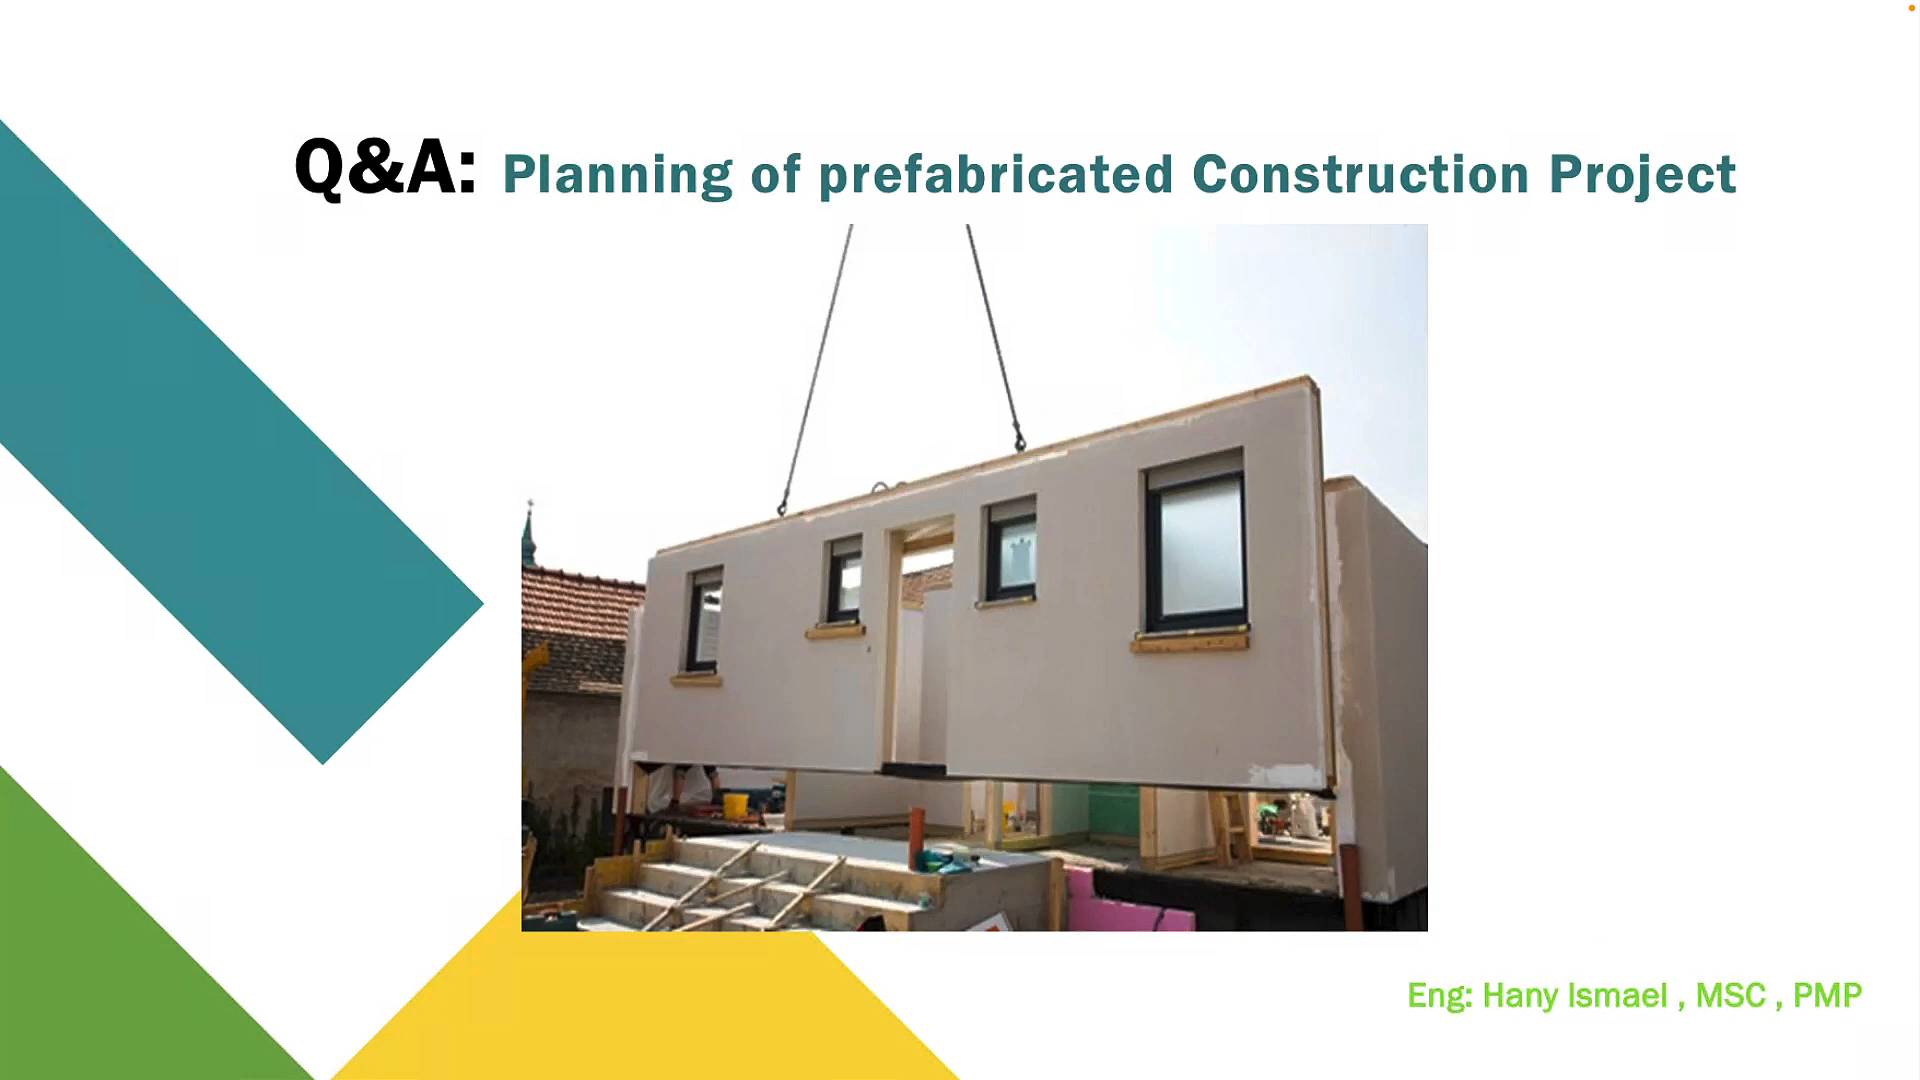 Q&A: Planning of prefabricated Construction Project
Eng: Hany Ismael , MSC , PMP